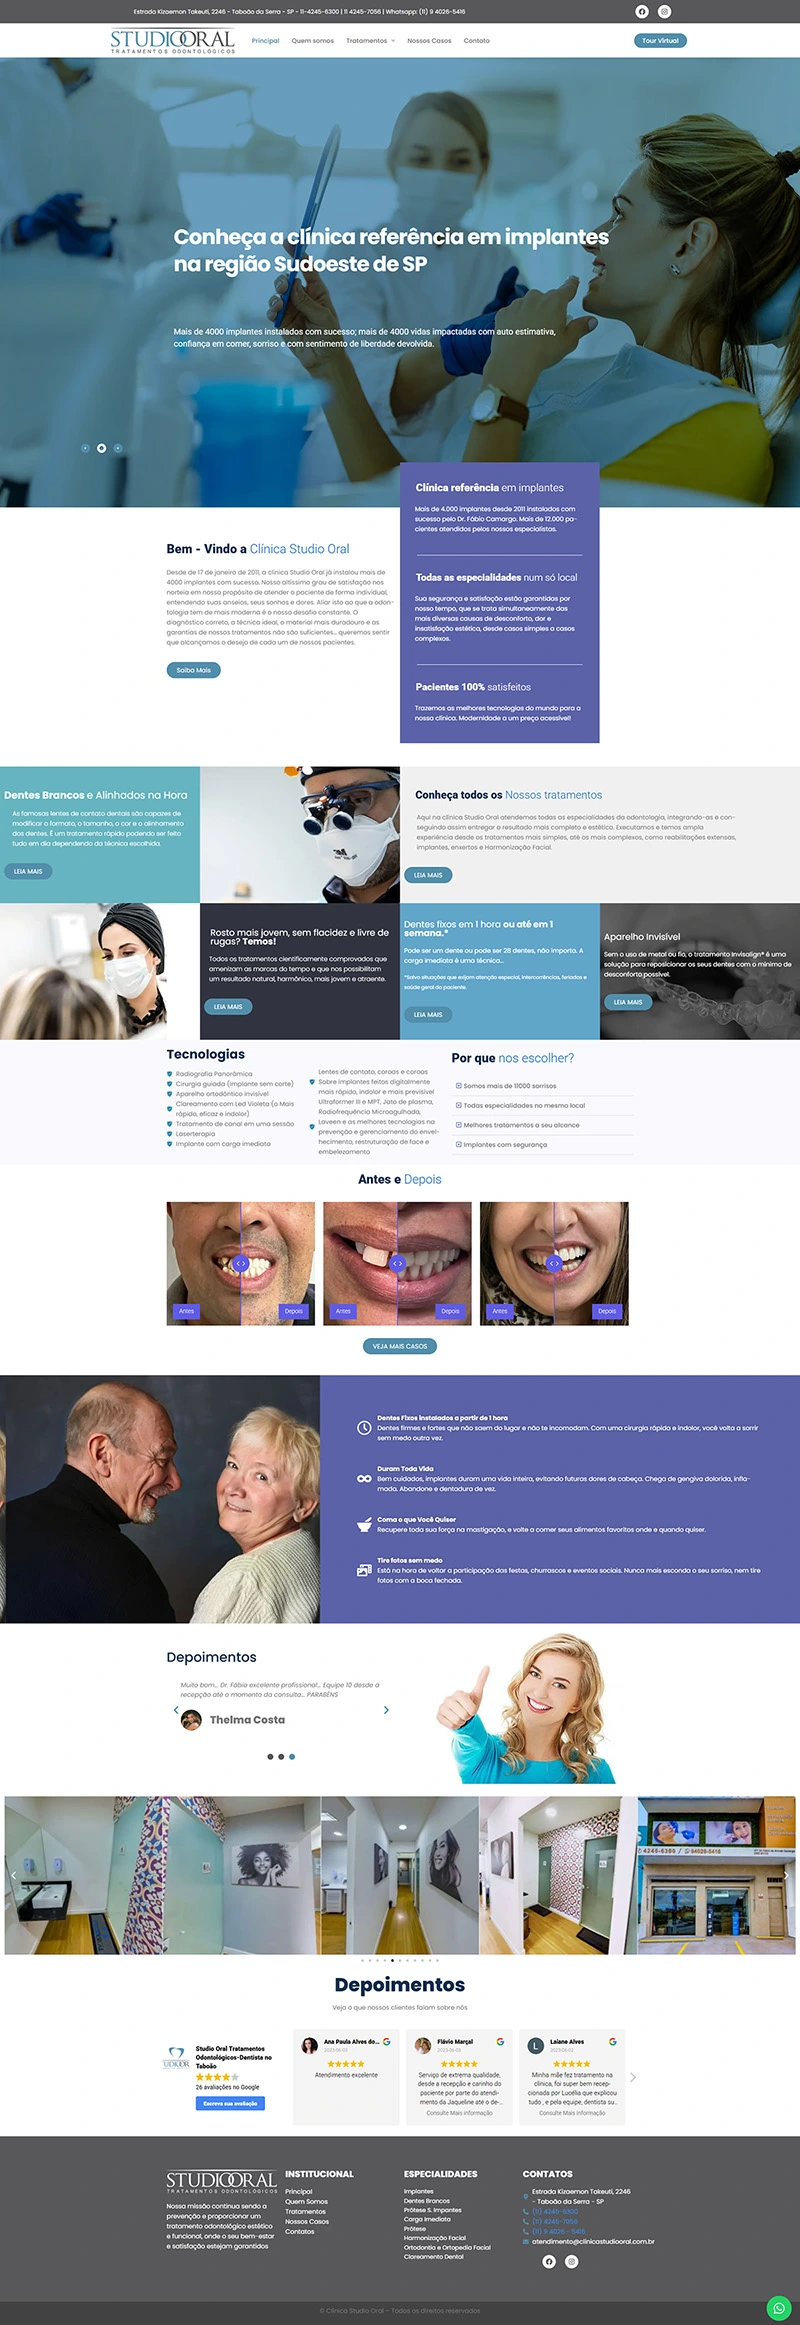 Estrada Kizaemon Takeuti, 2246 - Taboão da Serra - SP - 11-4245-6300 | 11 4245-7056 | Whatsapp: (11) 9 4026-5416
STUDIO ORAL
TRATAMENTOS ODONTOLÓGICOS
Principal
Quem somos
Tratamentos
Nossos Casos
Contato
Tour Virtual
Conheça a clínica referência em implantes
na região Sudoeste de SP
Mais de 4000 implantes instalados com sucesso; mais de 4000 vidas impactadas com auto estimativa,
confiança em comer, sorriso e com sentimento de liberdade devolvida.
Clínica referência em implantes
Mais de 4.000 implantes desde 2011 instalados com
sucesso pelo Dr. Fábio Camargo. Mais de 12.000 pa-
cientes atendidos pelos nossos especialistas.
Todas as especialidades num só local
Sua segurança e satisfação estão garantidas por
nosso tempo, que se trata simultaneamente das
mais diversas causas de desconforto, dor e
insatisfação estética, desde casos simples a casos
complexos.
Pacientes 100% satisfeitos
Trazemos as melhores tecnologias do mundo para a
nossa clínica. Modernidade a um preço acessível!
Bem - Vindo a Clínica Studio Oral
Desde de 17 de janeiro de 2011, a clínica Studio Oral já instalou mais de
4000 implantes com sucesso. Nosso altíssimo grau de satisfação nos
norteia em nosso propósito de atender o paciente de forma individual,
entendendo suas anseios, seus sonhos e dores. Aliar isto ao que a odon-
tologia tem de mais moderna é o nosso desafio constante. O
diagnóstico correto, a técnica ideal, o material mais duradouro e as
garantias de nossos tratamentos não são suficientes... queremos sentir
que alcançamos o desejo de cada um de nossos pacientes.
Saiba Mais
Dentes Brancos e Alinhados na Hora
As famosas lentes de contato dentais são capazes de
modificar o formato, o tamanho, a cor e o alinhamento
dos dentes. É um tratamento rápido podendo ser feito
tudo em dia dependendo da técnica escolhida.
LEIA MAIS
Conheça todos os Nossos tratamentos
Aqui na clínica Studio Oral atendemos todas as especialidades da odontologia, integrando-as e con-
seguindo assim entregar o resultado mais completo e estético. Executamos e temos ampla
experiência desde os tratamentos mais simples, até os mais complexos, como reabilitações extensas,
implantes, enxertos e Harmonização Facial.
LEIA MAIS
Rosto mais jovem, sem flacidez e livre de
rugas? Temos!
Todos os tratamentos cientificamente comprovados que
amenizam as marcas do tempo e que nos possibilitam
um resultado natural, harmônico, mais jovem e atraente.
LEIA MAIS
Dentes fixos em 1 hora ou até em 1
semana.*
Pode ser um dente ou pode ser 28 dentes, não importa. A
carga imediata é uma técnica...
*Salvo situações que exijam atenção especial, intercorrências, feriados e
saúde geral do paciente.
LEIA MAIS
Aparelho Invisível
Sem o uso de metal ou fio, o tratamento Invisalign® é uma
solução para reposicionar os seus dentes com o mínimo de
desconforto possível.
LEIA MAIS
Tecnologias
Radiografia Panorâmica
Cirurgia guiada (Implante sem corte)
Aparelho ortodôntico invisível
Clareamento com Led Violeta (o Mais
rápido, eficaz e indolor)
Tratamento de canal em uma sessão
Laserterapia
Implante com carga imediata
Lentes de contato, coroas e coroas
Sobre implantes feitos digitalmente
mais rápido, indolor e mais previsível
Ultraformer III e MPT, Jato de plasma,
Radiofrequência Microagulhada,
Laveen e as melhores tecnologias na
prevenção e gerenciamento do envel-
hecimento, restruturação de face e
embelezamento
Por que nos escolher?
Somos mais de 11000 sorrisos
Todas especialidades no mesmo local
Melhores tratamentos a seu alcance
Implantes com segurança
Antes e Depois
Antes
Depois
Antes
Depois
Antes
Depois
VEJA MAIS CASOS
Dentes Fixos instalados a partir de 1 hora
Dentes firmes e fortes que não saem do lugar e não te incomodam. Com uma cirurgia rápida e indolor, você volta a sorrir
sem medo outra vez.
Duram Toda Vida
Bem cuidados, implantes duram uma vida inteira, evitando futuras dores de cabeça. Chega de gengiva dolorida, infla-
mada. Abandone e dentadura de vez.
Coma o que Você Quiser
Recupere toda sua força na mastigação, e volte a comer seus alimentos favoritos onde e quando quiser.
Tire fotos sem medo
Está na hora de voltar a participação das festas, churrascos e eventos sociais. Nunca mais esconda o seu sorriso, nem tire
fotos com a boca fechada.
Depoimentos
Muito bom... Dr. Fábio excelente profissional... Equipe 10 desde a
recepção até o momento da consulta... PARABÉNS
Thelma Costa
4245-6300 / 94026-5416
Depoimentos
Veja o que nossos clientes falam sobre nós
Studio Oral Tratamentos
Odontológicos-Dentista no
Taboão
26 avaliações no Google
Escreva sua avaliação
Ana Paula Alves do...
2023-06-03
Atendimento excelente
Flávio Marçal
2023-06-03
Serviço de extrema qualidade,
desde a recepção e carinho do
paciente por parte do atendi-
mento da Jaqueline até o de...
Consulte Mais Informação
L
Laiane Alves
2023-06-02
Minha mãe fez tratamento na
clínica, foi super bem recep-
cionada por Lucélia que explicou
tudo , e pela equipe, dentista su...
Consulte Mais Informação
STUDIO ORAL
TRATAMENTOS ODONTOLÓGICOS
Nossa missão continua sendo a
prevenção e proporcionar um
tratamento odontológico estético
e funcional, onde o seu bem-estar
e satisfação estejam garantidos
INSTITUCIONAL
Principal
Quem Somos
Tratamentos
Nossos Casos
Contatos
ESPECIALIDADES
Implantes
Dentes Brancos
Prótese S. Impantes
Carga Imediata
Prótese
Harmonização Facial
Ortodontia e Ortopedia Facial
Clareamento Dental
CONTATOS
Estrada Kizaemon Takeuti, 2246
- Taboão da Serra - SP
(11) 4245-6300
(11) 4245-7056
(11) 9 4026 - 5416
atendimento@clinicastudiooral.com.br
© Clínica Studio Oral - Todos os direitos reservados